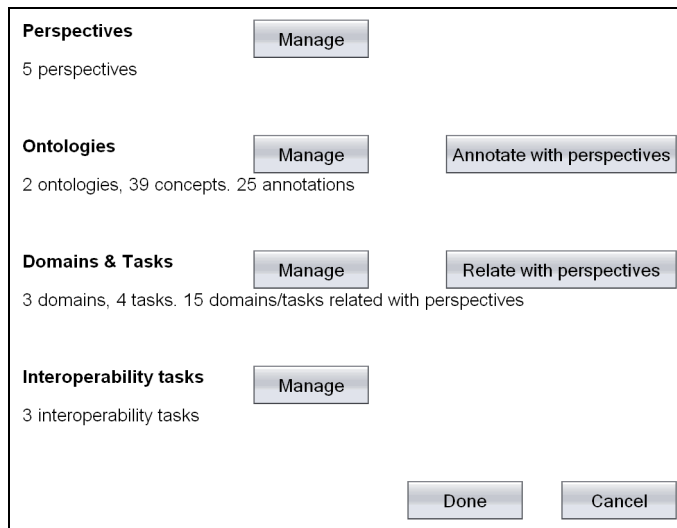 Perspectives Manage
5 perspectives
Ontologies Manage Annotate with perspectives
2 ontologies, 39 concepts. 25 annotations
Domains & Tasks Manage Relate with perspectives
3 domains, 4 tasks. 15 domains/tasks related with perspectives
Interoperability tasks Manage
3 interoperability tasks
Done Cancel